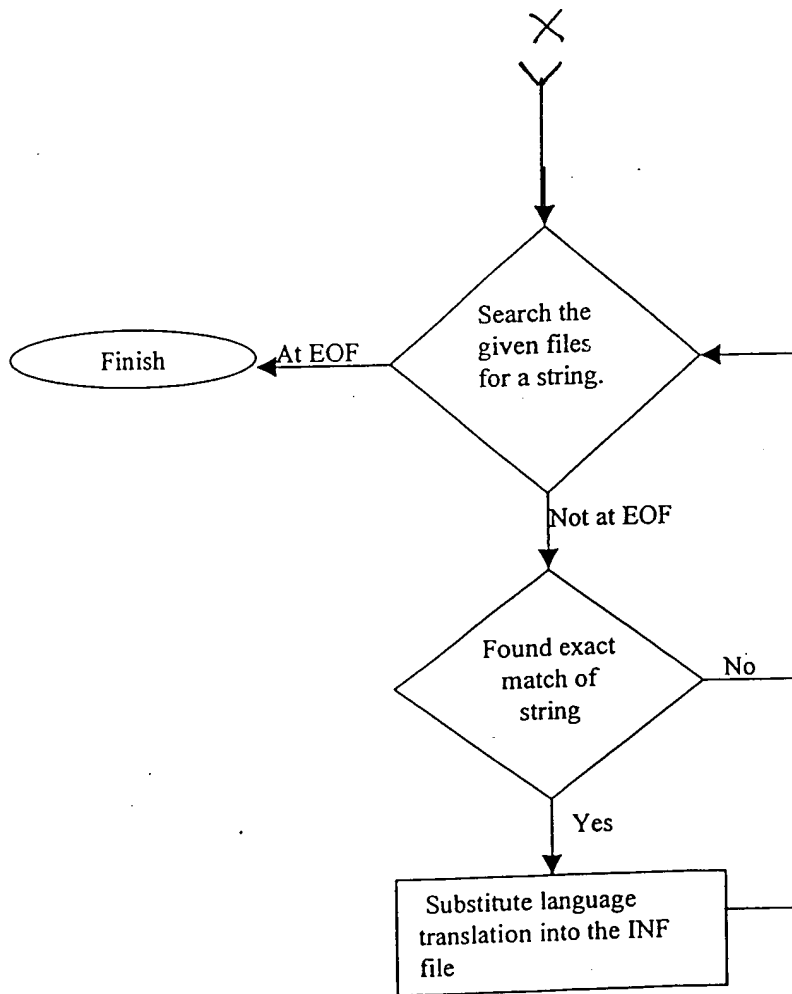 X
Search the
given files
for a string.
Finish
At EOF
Not at EOF
Found exact
match of
string
No
Yes
Substitute language
translation into the INF
file